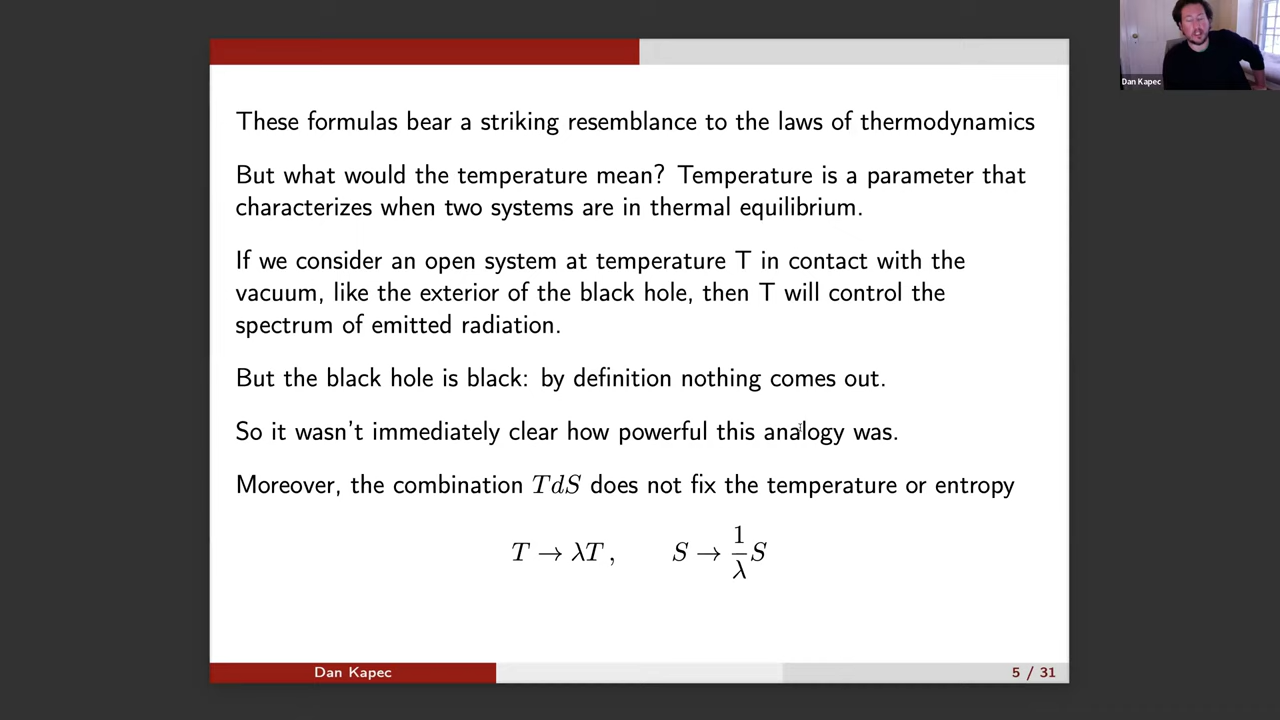 Dan Kapec
These formulas bear a striking resemblance to the laws of thermodynamics
But what would the temperature mean? Temperature is a parameter that
characterizes when two systems are in thermal equilibrium.
If we consider an open system at temperature T in contact with the
vacuum, like the exterior of the black hole, then T will control the
spectrum of emitted radiation.
But the black hole is black: by definition nothing comes out.
So it wasn't immediately clear how powerful this analogy was.
Moreover, the combination TdS does not fix the temperature or entropy
T → λT , S → 1/λ S
Dan Kapec 5 / 31